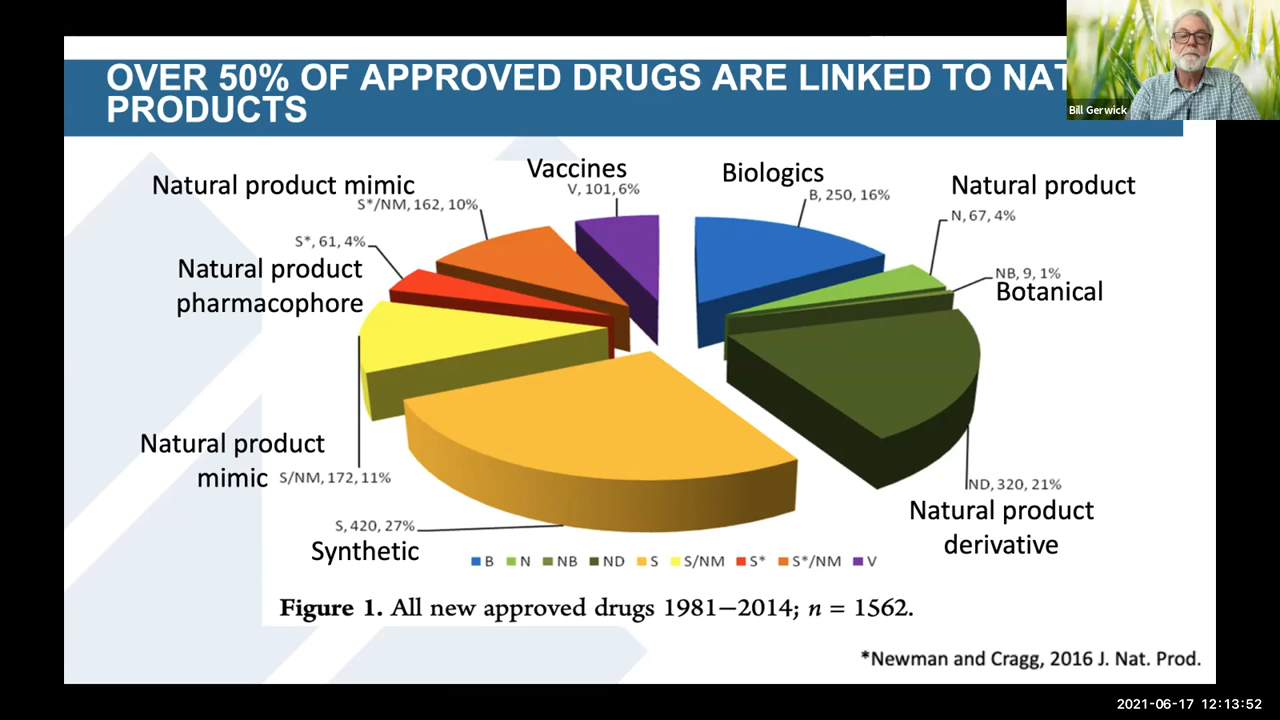 OVER 50% OF APPROVED DRUGS ARE LINKED TO NAT
PRODUCTS
Bill Gerwick
Natural product mimic
S*/NM, 162, 10%
Vaccines
V, 101, 6%
Biologics
B, 250, 16%
Natural product
N, 67, 4%
S*, 61, 4%
Natural product
pharmacophore
NB, 9, 1%
Botanical
Natural product
mimic
S/NM, 172, 11%
ND, 320, 21%
Natural product
derivative
S, 420, 27%
Synthetic
B N NB ND S S/NM S* S*/NM V
Figure 1. All new approved drugs 1981–2014; n = 1562.
*Newman and Cragg, 2016 J. Nat. Prod.
2021-06-17 12:13:52